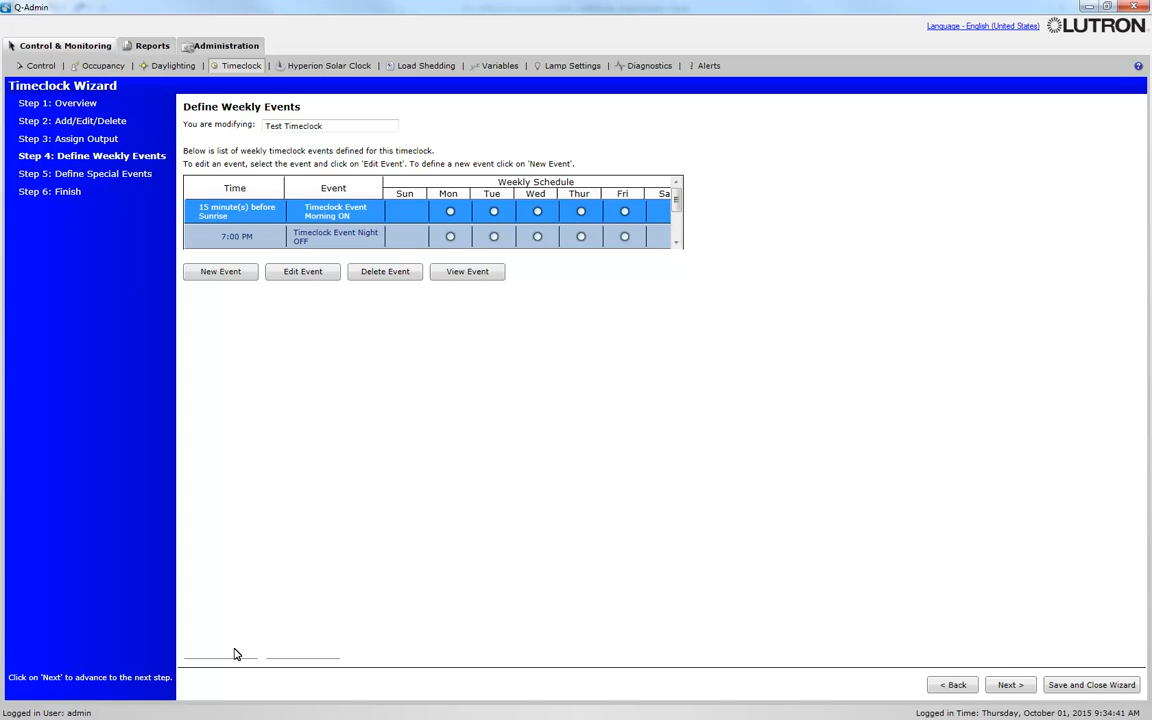 Q-Admin
Language - English (United States)
LUTRON
Control & Monitoring
Reports
Administration
Control
Occupancy
Daylighting
Timeclock
Hyperion Solar Clock
Load Shedding
Variables
Lamp Settings
Diagnostics
Alerts
Timeclock Wizard
Step 1: Overview
Step 2: Add/Edit/Delete
Step 3: Assign Output
Step 4: Define Weekly Events
Step 5: Define Special Events
Step 6: Finish
Define Weekly Events
You are modifying: Test Timeclock
Below is list of weekly timeclock events defined for this timeclock.
To edit an event, select the event and click on 'Edit Event'. To define a new event click on 'New Event'.
Time Event Weekly Schedule
Sun Mon Tue Wed Thur Fri Sa
15 minute(s) before
Sunrise
Timeclock Event
Morning ON
7:00 PM
Timeclock Event Night
OFF
New Event
Edit Event
Delete Event
View Event
Click on 'Next' to advance to the next step.
< Back
Next >
Save and Close Wizard
Logged in User: admin
Logged in Time: Thursday, October 01, 2015 9:34:41 AM